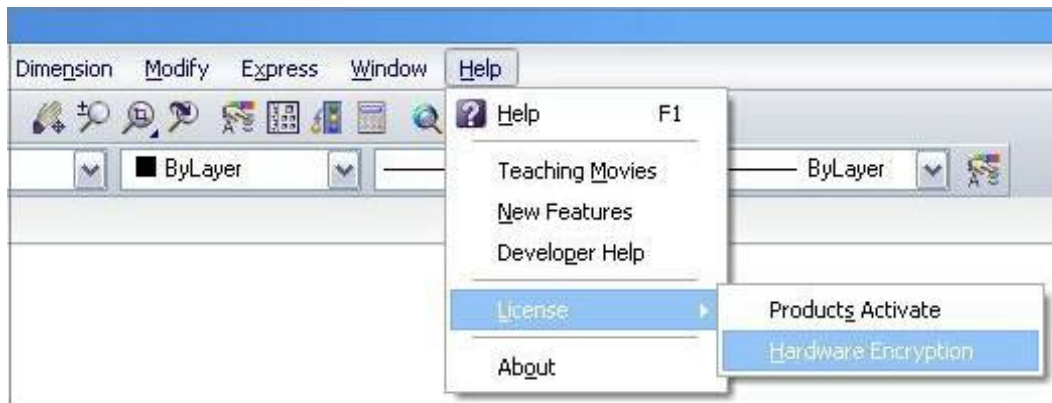 Dimension Modify Express Window Help
Help F1
ByLayer ByLayer
Teaching Movies
New Features
Developer Help
License
Products Activate
Hardware Encryption
About